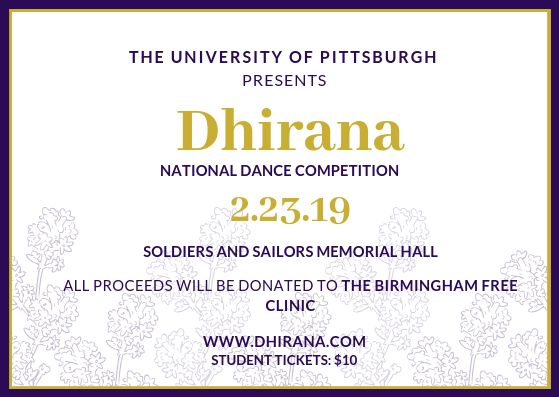 THE UNIVERSITY OF PITTSBURGH
PRESENTS
Dhirana
NATIONAL DANCE COMPETITION
2.23.19
SOLDIERS AND SAILORS MEMORIAL HALL
ALL PROCEEDS WILL BE DONATED TO THE BIRMINGHAM FREE
CLINIC
WWW.DHIRANA.COM
STUDENT TICKETS: $10